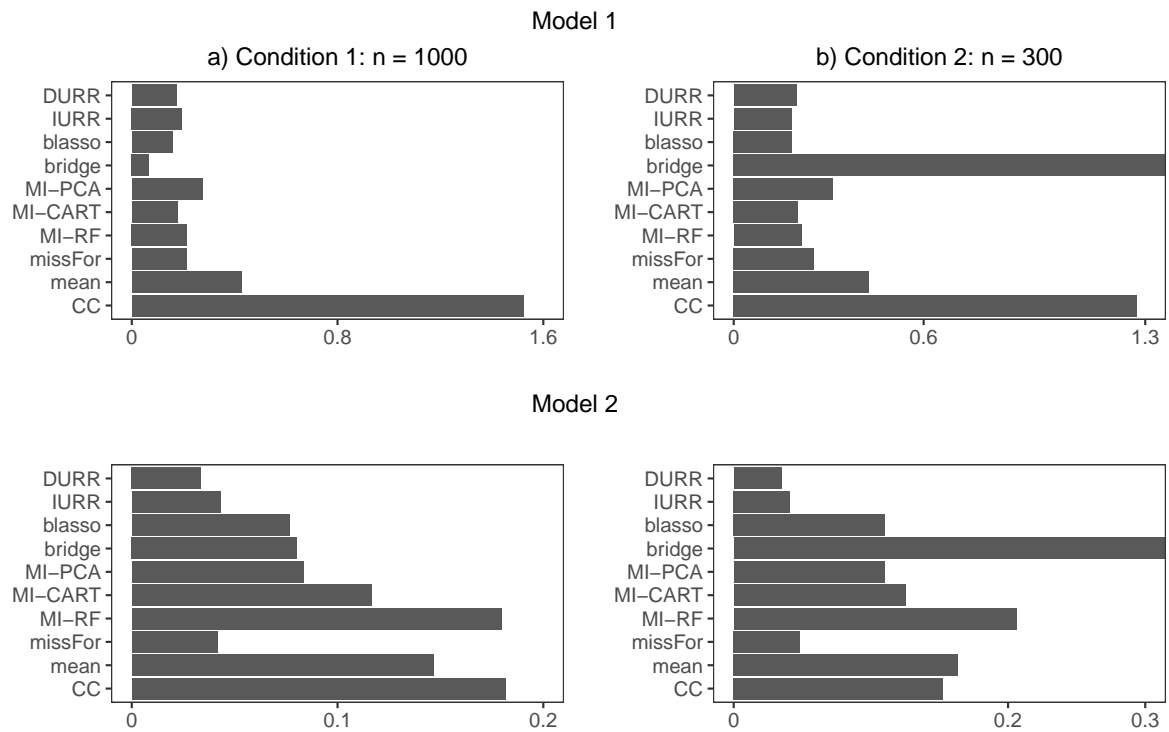 Model 1
a) Condition 1: n = 1000
b) Condition 2: n = 300
DURR
IURR
blasso
bridge
MI−PCA
MI−CART
MI−RF
missFor
mean
CC
0 0.8 1.6
DURR
IURR
blasso
bridge
MI−PCA
MI−CART
MI−RF
missFor
mean
CC
0 0.6 1.3
Model 2
DURR
IURR
blasso
bridge
MI−PCA
MI−CART
MI−RF
missFor
mean
CC
0 0.1 0.2
DURR
IURR
blasso
bridge
MI−PCA
MI−CART
MI−RF
missFor
mean
CC
0 0.2 0.3